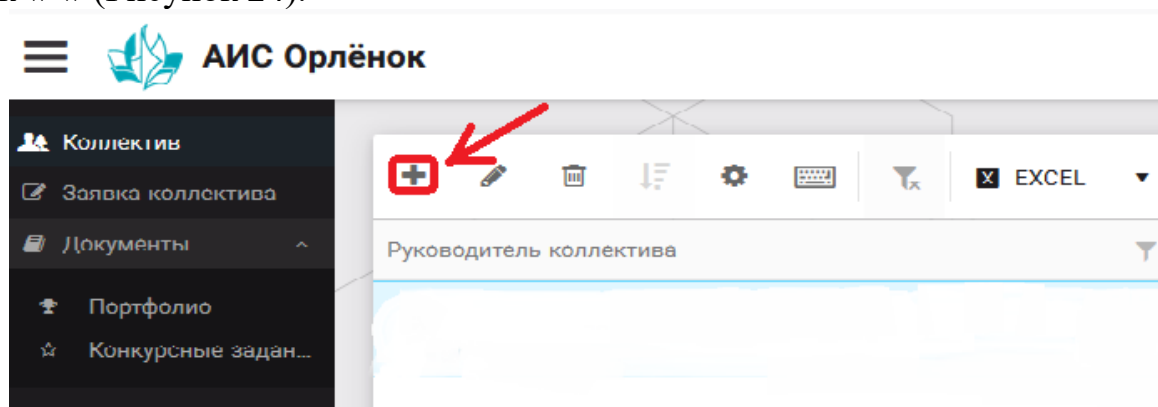 АИС Орлёнок
Коллектив
Заявка коллектива
Документы
Портфолио
Конкурсные задан...
EXCEL
Руководитель коллектива